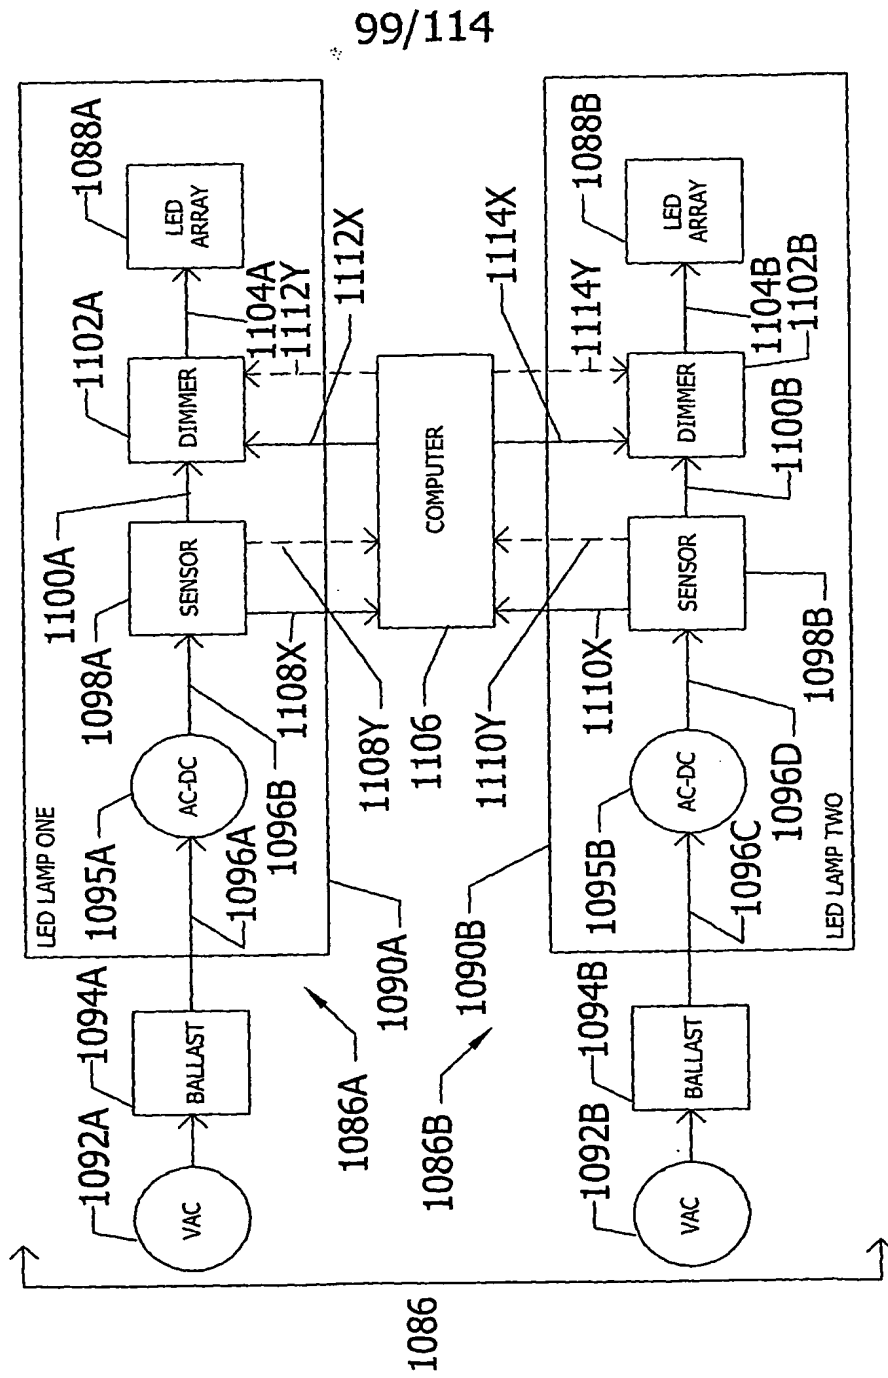 99/114
LED LAMP ONE
1092A
VAC
1094A
BALLAST
1096A
1095A
AC-DC
1096B
1098A
SENSOR
1100A
1102A
DIMMER
1104A
1088A
LED
ARRAY
1086A
1090A
1108X
1108Y
1112Y
1112X
1106
COMPUTER
1086
1086B
1090B
1110Y
1110X
1114X
1114Y
1092B
VAC
1094B
BALLAST
1096C
1095B
AC-DC
1096D
SENSOR
1098B
1100B
DIMMER
1102B
1104B
1088B
LED
ARRAY
LED LAMP TWO